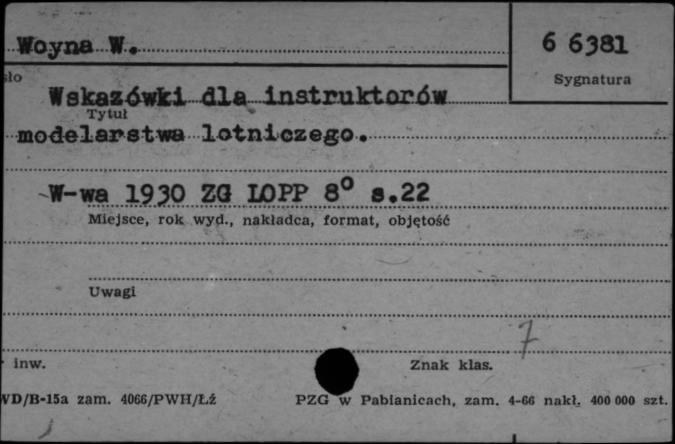 Woyna W.
6 6381
Sygnatura
Wskazówki dla instruktorów
Tytuł
modelarstwa lotniczego.
W-wa 1930 ZG LOPP 8° s.22
Miejsce, rok wyd., nakładca, format, objętość
Uwagi
7
inw.
Znak klas.
WD/B-15a zam. 4066/PWH/Łź
PZG w Pabianicach, zam. 4-66 nakł. 400 000 szt.